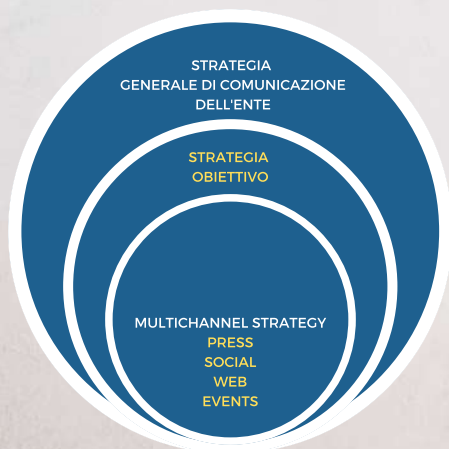 STRATEGIA
GENERALE DI COMUNICAZIONE
DELL'ENTE
STRATEGIA
OBIETTIVO
MULTICHANNEL STRATEGY
PRESS
SOCIAL
WEB
EVENTS